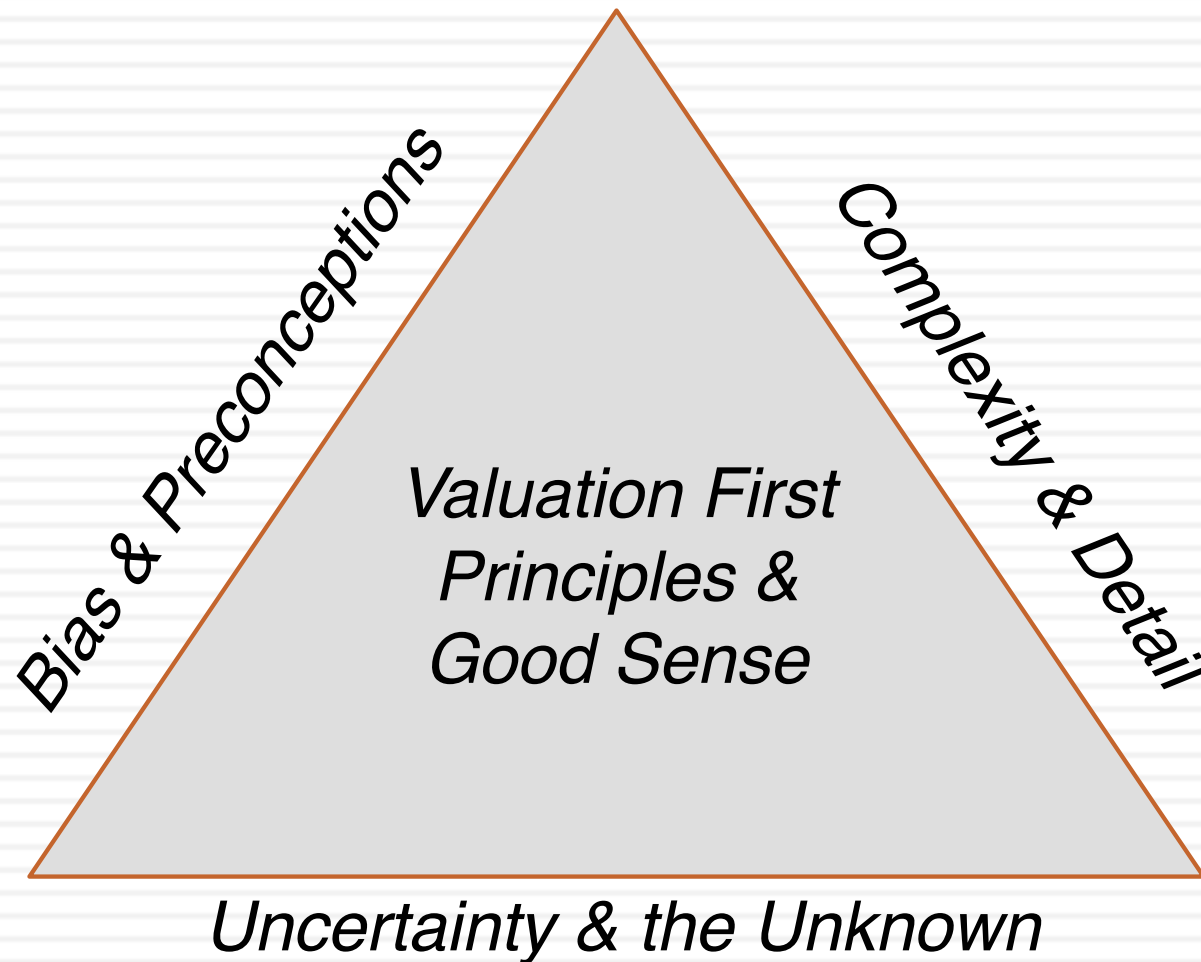 Bias & Preconceptions
Complexity & Detail
Valuation First
Principles &
Good Sense
Uncertainty & the Unknown